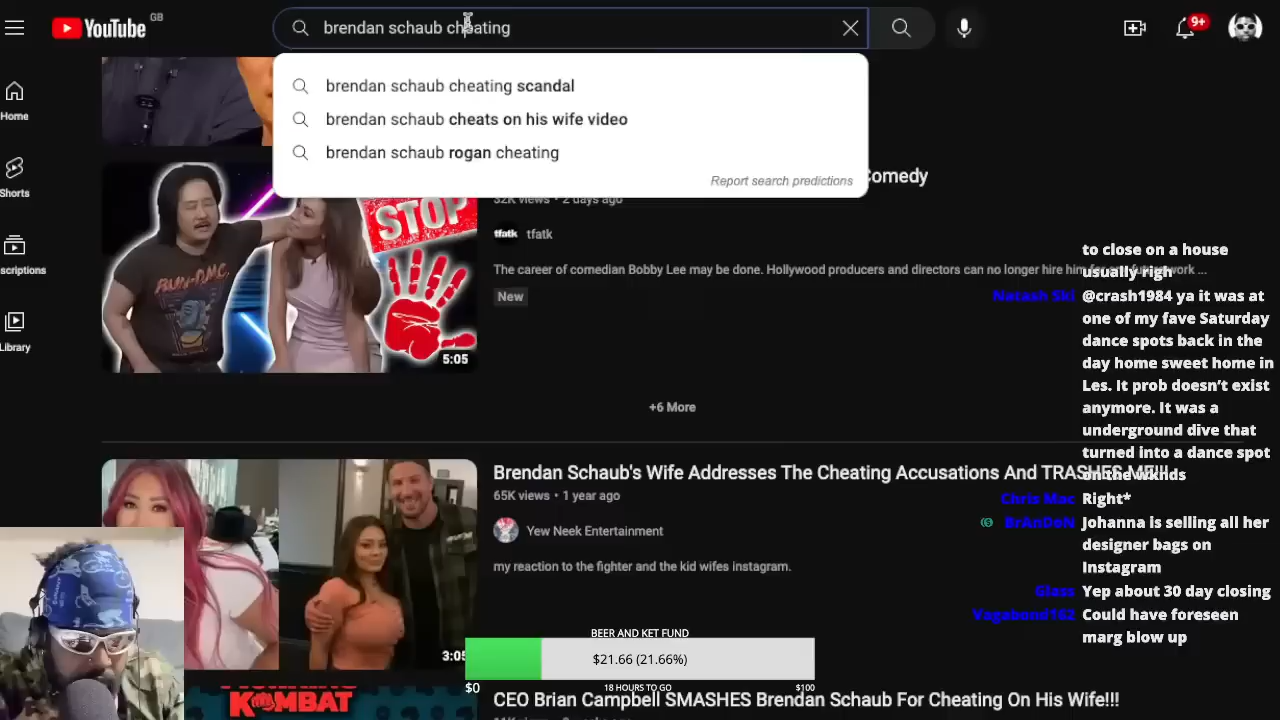 YouTube GB
brendan schaub cheating
9+
brendan schaub cheating scandal
brendan schaub cheats on his wife video
brendan schaub rogan cheating
Report search predictions
Home
Shorts
scriptions
Library
Comedy
32K views • 2 days ago
tfatk tfatk
The career of comedian Bobby Lee may be done. Hollywood producers and directors can no longer hire him
New
RUN-DMC
STOP
5:05
+6 More
Brendan Schaub's Wife Addresses The Cheating Accusations And TRASHES ME!!!
65K views • 1 year ago
Yew Neek Entertainment
my reaction to the fighter and the kid wifes instagram.
3:05
KOMBAT
CEO Brian Campbell SMASHES Brendan Schaub For Cheating On His Wife!!!
BEER AND KET FUND
$21.66 (21.66%)
$0 18 HOURS TO GO $100
to close on a house
usually righ
Natash Ski @crash1984 ya it was at
one of my fave Saturday
dance spots back in the
day home sweet home in
Les. It prob doesn't exist
anymore. It was a
underground dive that
turned into a dance spot
on the wknds
Chris Mac Right*
BrAnDoN Johanna is selling all her
designer bags on
Instagram
Glass Yep about 30 day closing
Vagabond162 Could have foreseen
marg blow up